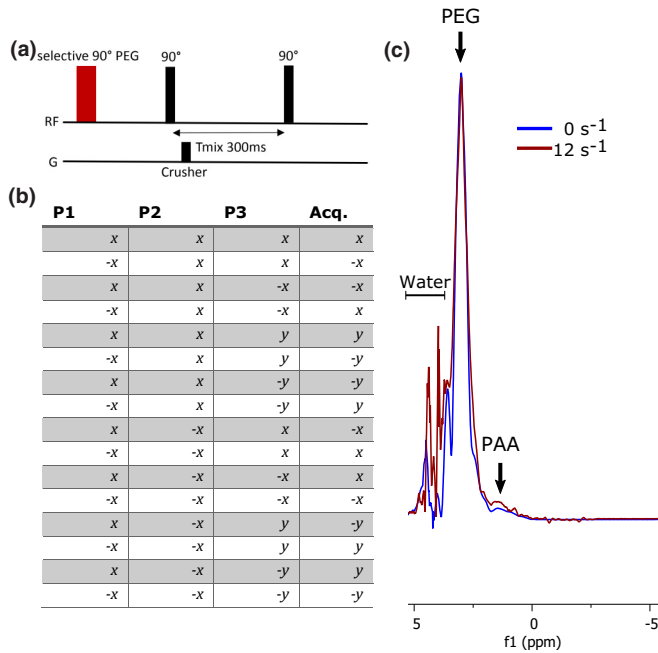 (a)
selective 90° PEG
90°
90°
RF
Tmix 300ms
G
Crusher
(b)
P1 P2 P3 Acq.
x x x x
-x x x -x
x x -x -x
-x x -x x
x x y y
-x x y -y
x x -y -y
-x x -y y
x -x x -x
-x -x x x
x -x -x x
-x -x -x -x
x -x y -y
-x -x y y
x -x -y y
-x -x -y -y
(c)
PEG
0 s-1
12 s-1
Water
PAA
5 0 -5
f1 (ppm)